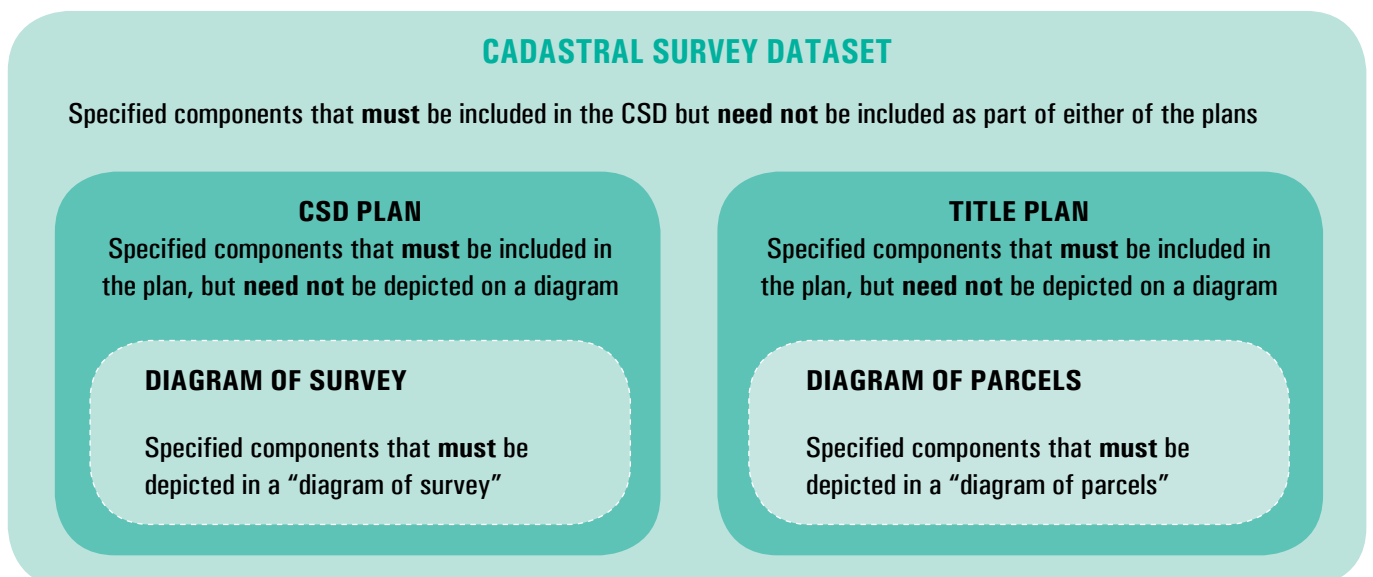 CADASTRAL SURVEY DATASET
Specified components that must be included in the CSD but need not be included as part of either of the plans
CSD PLAN
Specified components that must be included in
the plan, but need not be depicted on a diagram
DIAGRAM OF SURVEY
Specified components that must be
depicted in a “diagram of survey”
TITLE PLAN
Specified components that must be included in
the plan, but need not be depicted on a diagram
DIAGRAM OF PARCELS
Specified components that must be
depicted in a “diagram of parcels”